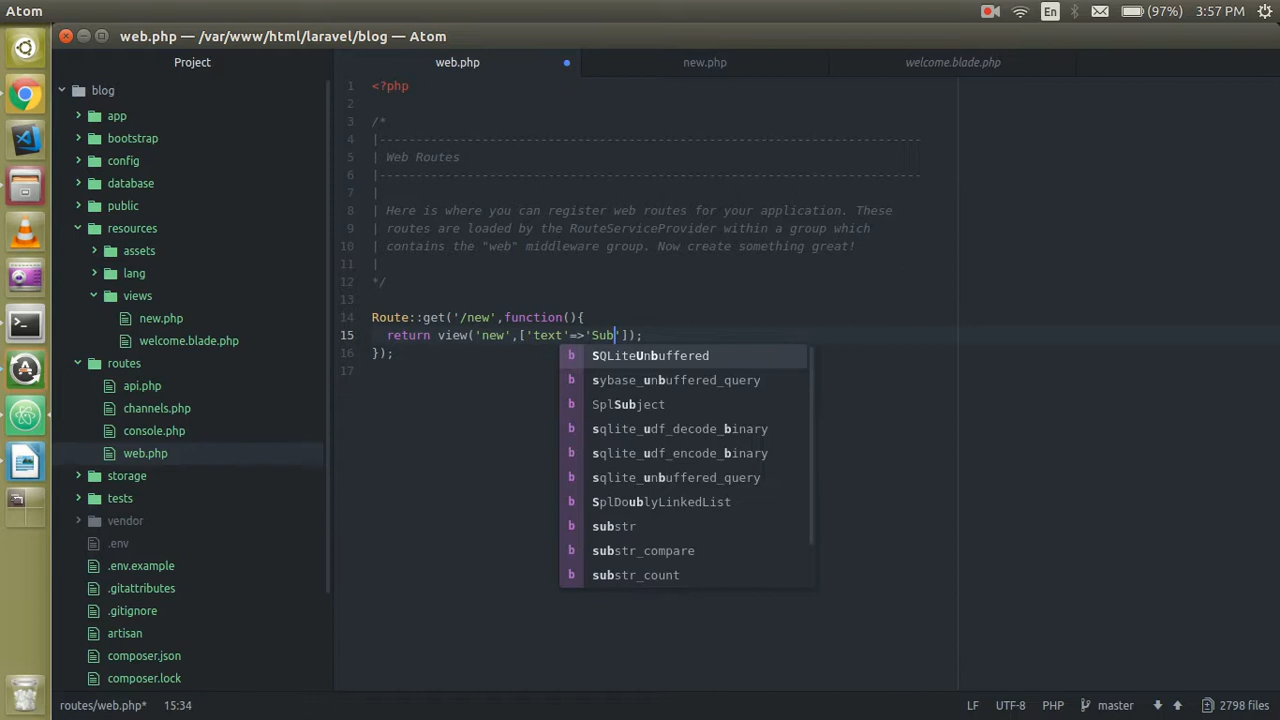 Atom
En
(97%)
3:57 PM
web.php — /var/www/html/laravel/blog — Atom
Project
web.php
new.php
welcome.blade.php
blog
app
bootstrap
config
database
public
resources
assets
lang
views
new.php
welcome.blade.php
routes
api.php
channels.php
console.php
web.php
storage
tests
vendor
.env
.env.example
.gitattributes
.gitignore
artisan
composer.json
composer.lock
1 <?php
2
3 /*
4 |--------------------------------------------------------------------------
5 | Web Routes
6 |--------------------------------------------------------------------------
7 |
8 | Here is where you can register web routes for your application. These
9 | routes are loaded by the RouteServiceProvider within a group which
10 | contains the "web" middleware group. Now create something great!
11 |
12 */
13
14 Route::get('/new',function(){
15 return view('new',['text'=>'Sub']);
16 });
17
b SQLiteUnbuffered
b sybase_unbuffered_query
b SplSubject
b sqlite_udf_decode_binary
b sqlite_udf_encode_binary
b sqlite_unbuffered_query
b SplDoublyLinkedList
b substr
b substr_compare
b substr_count
routes/web.php*
15:34
LF
UTF-8
PHP
master
2798 files